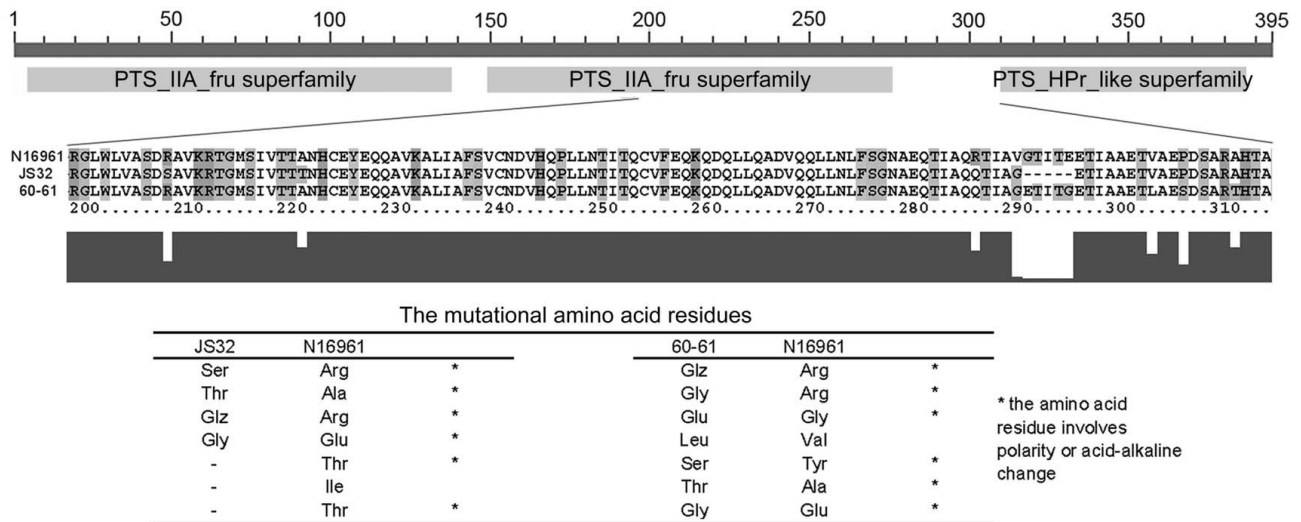 1 50 100 150 200 250 300 350 395
PTS_IIA_fru superfamily PTS_IIA_fru superfamily PTS_HPr_like superfamily
N16961 RGLWLVASDRAVKRTGMSIVTTANHCEYEQQAVKALIAFSVCNDVHQPLLNTITQCVFEQKQDQLLQADVQQLLNLFSGNAEQTIAQRTIAVGTITEETIAAETVAEPDSARAHTA
JS32 RGLWLVASDSAVKRTGMSIVTTTNHCEYEQQAVKALIAFSVCNDVHQPLLNTITQCVFEQKQDQLLQADVQQLLNLFSGNAEQTIAQQTIAG-----ETIAAETVAEPDSARAHTA
60-61 RGLWLVASDRAVKRTGMSIVTTANHCEYEQQAVKALIAFSVCNDVHQPLLNTITQCVFEQKQDQLLQADVQQLLNLFSGNAEQTIAQQTIAGETITGETIAAETLAESDSARTHTA
200.......210.......220.......230.......240.......250.......260.......270.......280.......290.......300.......310....
The mutational amino acid residues
JS32 N16961 60-61 N16961
Ser Arg * Glz Arg *
Thr Ala * Gly Arg *
Glz Arg * Glu Gly *
Gly Glu * Leu Val
- Thr * Ser Tyr *
- Ile Thr Ala *
- Thr * Gly Glu *
* the amino acid
residue involves
polarity or acid-alkaline
change